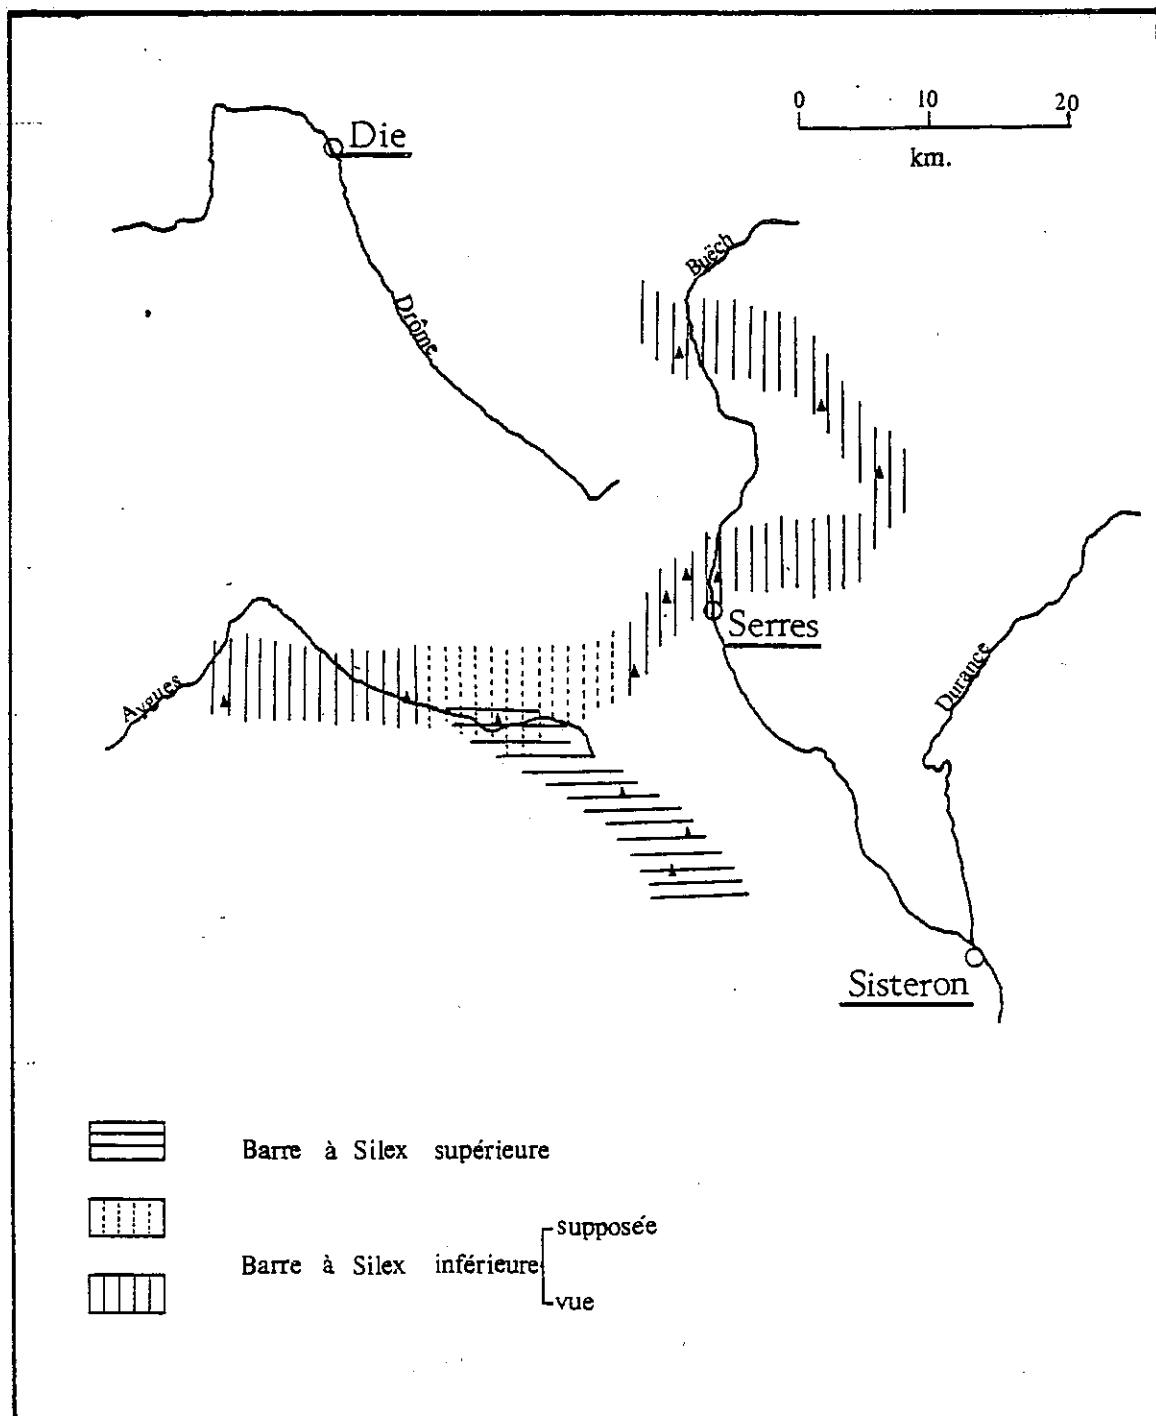 0 10 20
km.
Die
Buëch
Drôme
Serres
Aygues
Durance
Sisteron
Barre à Silex supérieure
supposée
Barre à Silex inférieure
vue